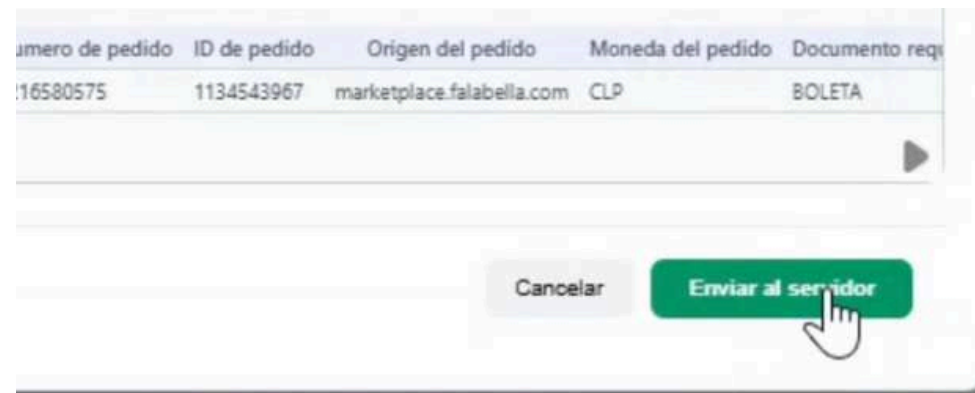 umero de pedido ID de pedido Origen del pedido Moneda del pedido Documento requ
16580575 1134543967 marketplace.falabella.com CLP BOLETA
Cancelar Enviar al servidor